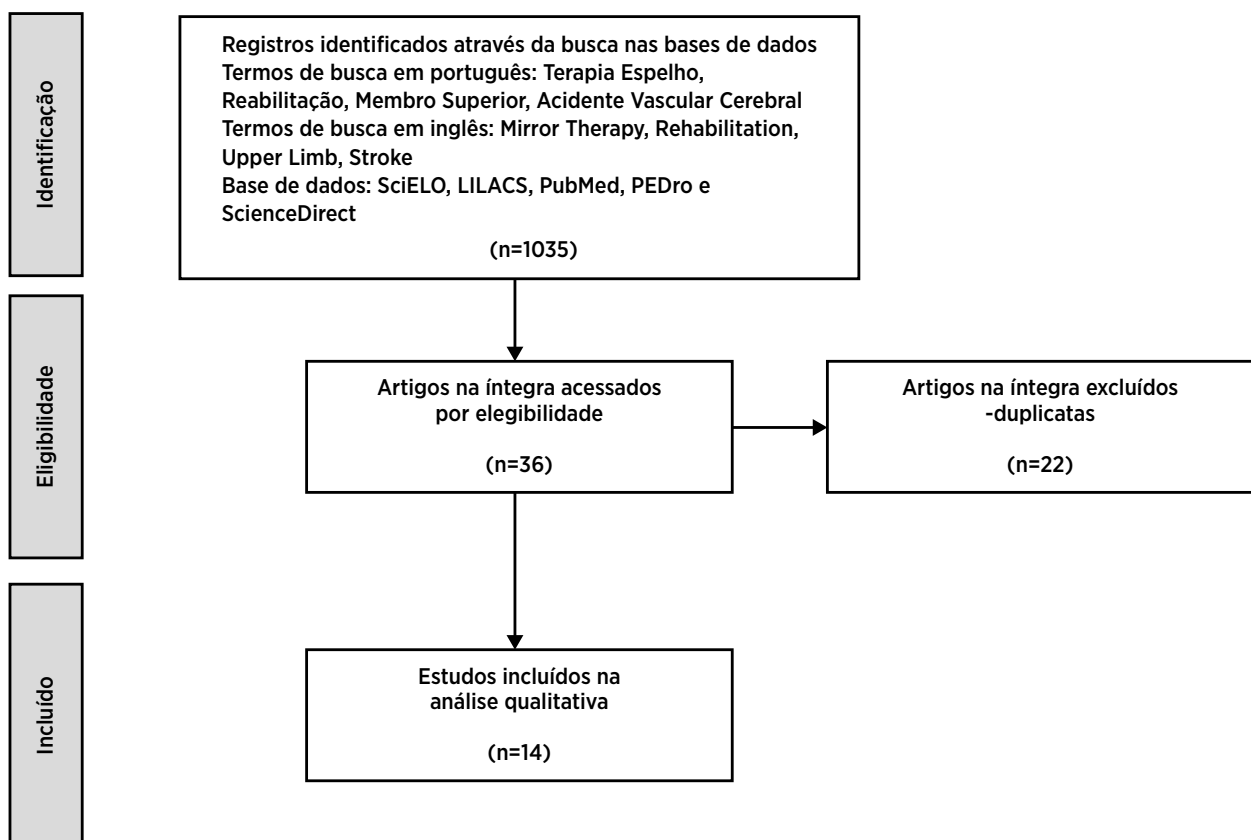 Identificação
Registros identificados através da busca nas bases de dados
Termos de busca em português: Terapia Espelho,
Reabilitação, Membro Superior, Acidente Vascular Cerebral
Termos de busca em inglês: Mirror Therapy, Rehabilitation,
Upper Limb, Stroke
Base de dados: SciELO, LILACS, PubMed, PEDro e
ScienceDirect
(n=1035)
Eligibilidade
Artigos na íntegra acessados
por elegibilidade
(n=36)
Artigos na íntegra excluídos
-duplicatas
(n=22)
Incluído
Estudos incluídos na
análise qualitativa
(n=14)